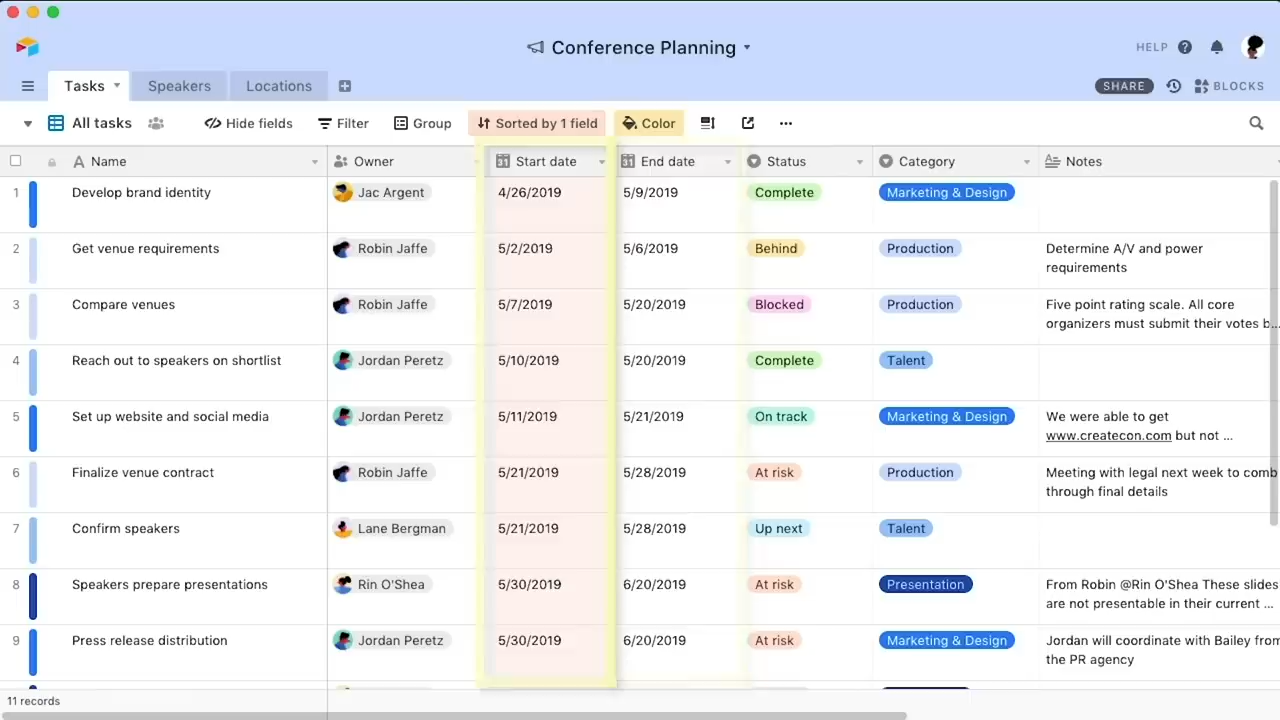 Conference Planning
HELP
Tasks
Speakers
Locations
SHARE
BLOCKS
All tasks
Hide fields
Filter
Group
Sorted by 1 field
Color
Name
Owner
Start date
End date
Status
Category
Notes
1 Develop brand identity Jac Argent 4/26/2019 5/9/2019 Complete Marketing & Design
2 Get venue requirements Robin Jaffe 5/2/2019 5/6/2019 Behind Production Determine A/V and power
requirements
3 Compare venues Robin Jaffe 5/7/2019 5/20/2019 Blocked Production Five point rating scale. All core
organizers must submit their votes b...
4 Reach out to speakers on shortlist Jordan Peretz 5/10/2019 5/20/2019 Complete Talent
5 Set up website and social media Jordan Peretz 5/11/2019 5/21/2019 On track Marketing & Design We were able to get
www.createcon.com but not ...
6 Finalize venue contract Robin Jaffe 5/21/2019 5/28/2019 At risk Production Meeting with legal next week to comb
through final details
7 Confirm speakers Lane Bergman 5/21/2019 5/28/2019 Up next Talent
8 Speakers prepare presentations Rin O'Shea 5/30/2019 6/20/2019 At risk Presentation From Robin @Rin O'Shea These slides
are not presentable in their current ...
9 Press release distribution Jordan Peretz 5/30/2019 6/20/2019 At risk Marketing & Design Jordan will coordinate with Bailey from
the PR agency
11 records